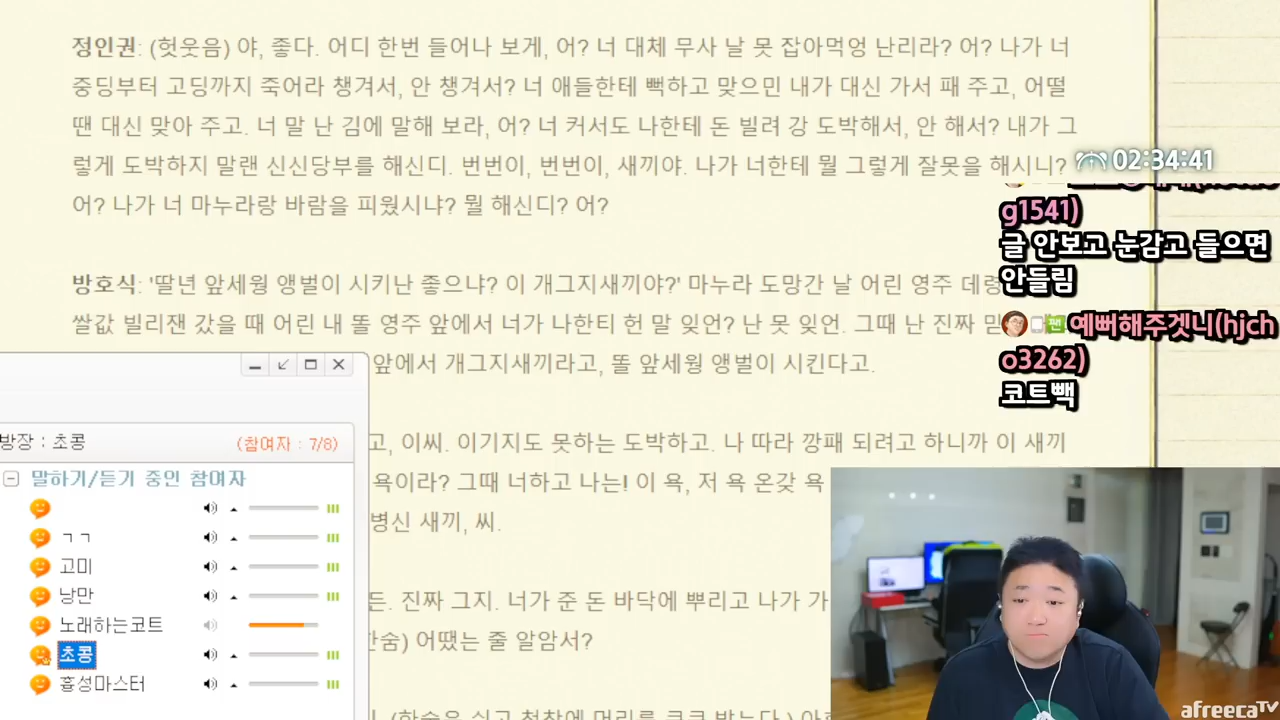 정인권: (헛웃음) 야, 좋다. 어디 한번 들어나 보게, 어? 너 대체 무사 날 못 잡아먹엉 난리라? 어? 나가 너
중딩부터 고딩까지 죽어라 챙겨서, 안 챙겨서? 너 애들한테 뻑하고 맞으민 내가 대신 가서 패 주고, 어떨
땐 대신 맞아 주고. 너 말 난 김에 말해 보라, 어? 너 커서도 나한테 돈 빌려 강 도박해서, 안 해서? 내가 그
렇게 도박하지 말랜 신신당부를 해신디. 번번이, 번번이, 새끼야. 나가 너한테 뭘 그렇게 잘못을 해시니?
어? 나가 너 마누라랑 바람을 피웠시냐? 뭘 해신디? 어?
02:34:41
g1541)
글 안보고 눈감고 들으면
안들림
방호식: '딸년 앞세웡 앵벌이 시키난 좋으냐? 이 개그지새끼야?' 마누라 도망간 날 어린 영주 데령
쌀값 빌리잰 갔을 때 어린 내 똘 영주 앞에서 너가 나한티 헌 말 잊언? 난 못 잊언. 그때 난 진짜 믿
앞에서 개그지새끼라고, 똘 앞세웡 앵벌이 시킨다고.
팬 예뻐해주겟니(hjch
o3262)
코트빽
고, 이씨. 이기지도 못하는 도박하고. 나 따라 깡패 되려고 하니까 이 새끼
욕이라? 그때 너하고 나는! 이 욕, 저 욕 온갖 욕
병신 새끼, 씨.
든. 진짜 그지. 너가 준 돈 바닥에 뿌리고 나가 가
한숨) 어땠는 줄 알암서?
방장 : 초콩
(참여자 : 7/8)
말하기/듣기 중인 참여자
ㄱㄱ
고미
낭만
노래하는코트
초콩
흉성마스터
afreecaTV